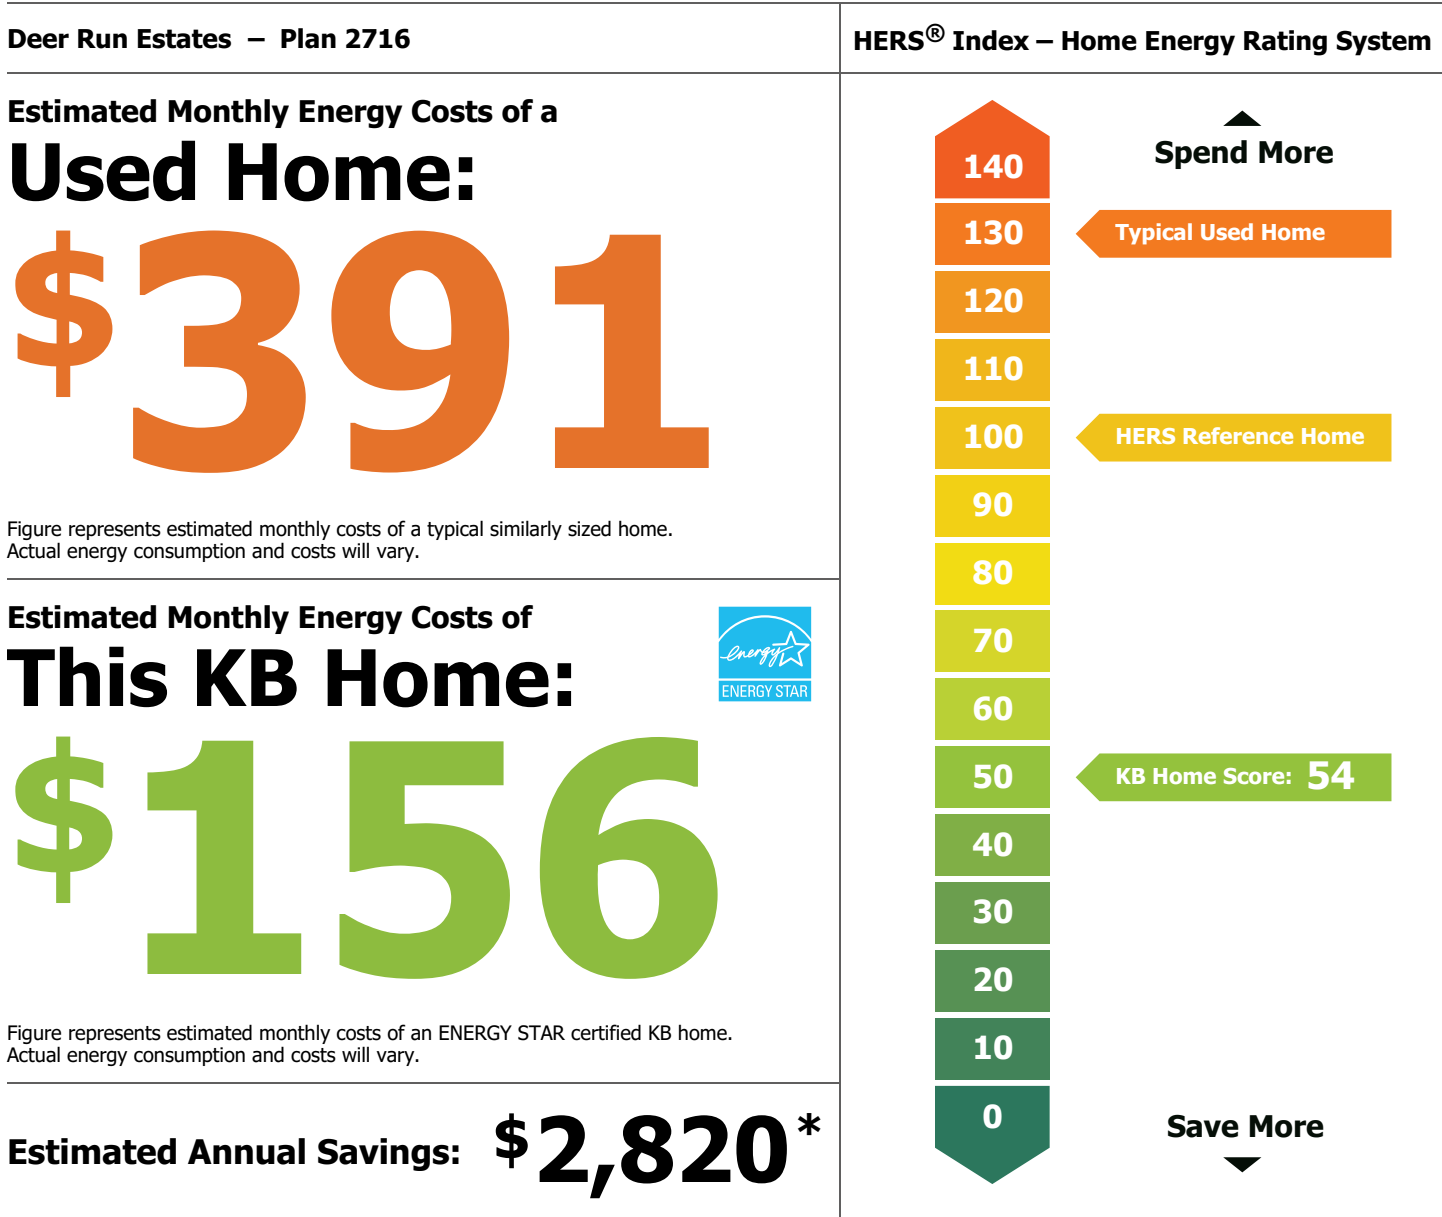 Deer Run Estates – Plan 2716
Estimated Monthly Energy Costs of a
Used Home:
$391
Figure represents estimated monthly costs of a typical similarly sized home.
Actual energy consumption and costs will vary.
Estimated Monthly Energy Costs of
This KB Home:
energy
ENERGY STAR
$156
Figure represents estimated monthly costs of an ENERGY STAR certified KB home.
Actual energy consumption and costs will vary.
Estimated Annual Savings: $2,820*
HERS® Index – Home Energy Rating System
Spend More
140
130 Typical Used Home
120
110
100 HERS Reference Home
90
80
70
60
50 KB Home Score: 54
40
30
20
10
0
Save More